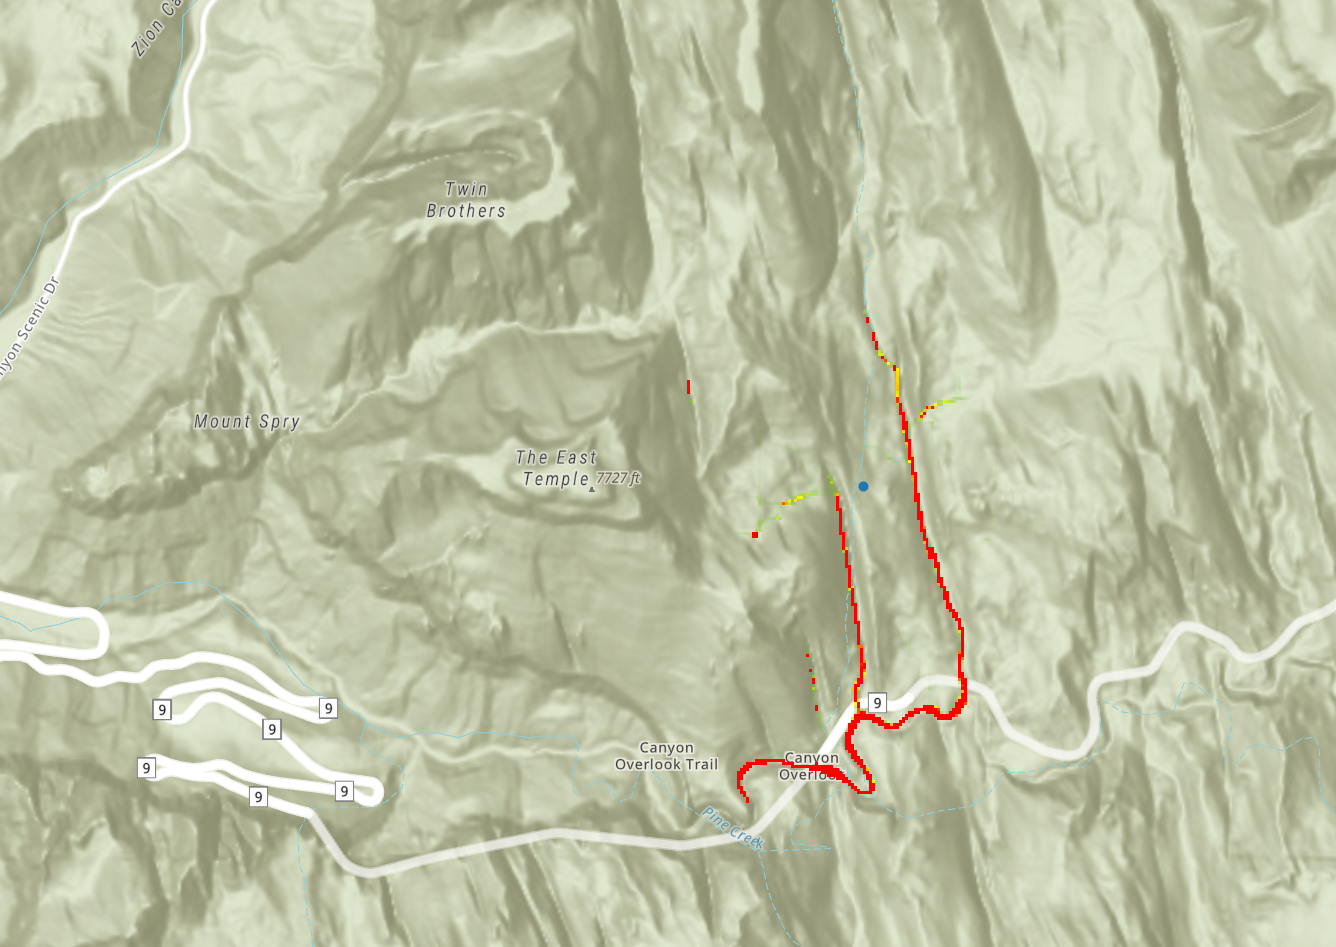 Zion Ca
Twin
Brothers
nyon Scenic Dr
Mount Spry
The East
Temple 7727 ft
9
9
9
9
9
9
9
Canyon
Overlook Trail
Canyon
Overloo
Pine Creek